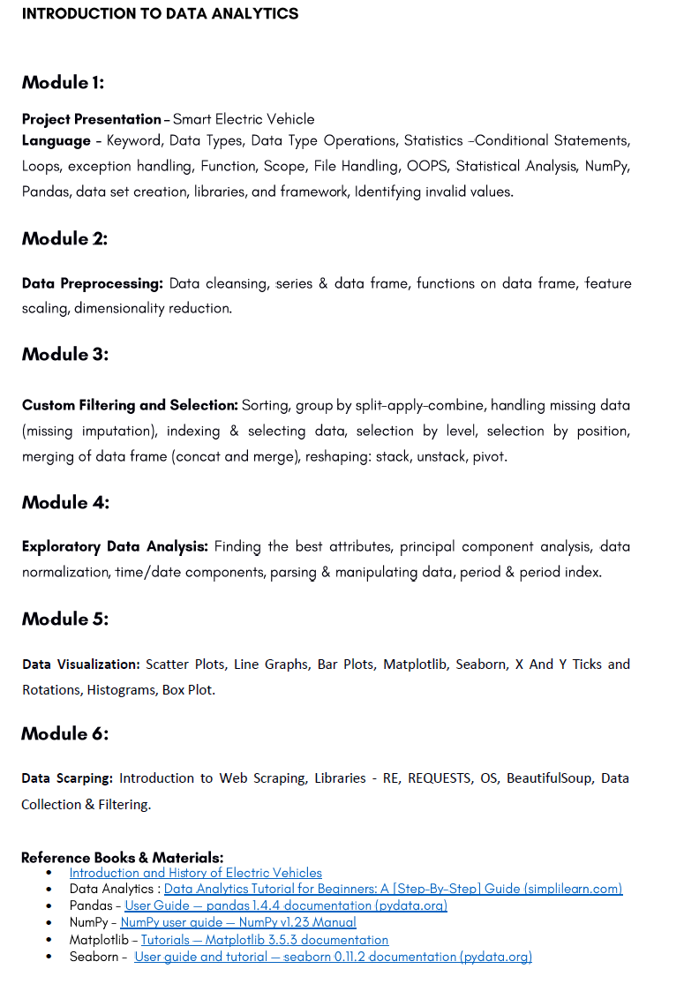 INTRODUCTION TO DATA ANALYTICS
Module 1:
Project Presentation – Smart Electric Vehicle
Language - Keyword, Data Types, Data Type Operations, Statistics –Conditional Statements,
Loops, exception handling, Function, Scope, File Handling, OOPS, Statistical Analysis, NumPy,
Pandas, data set creation, libraries, and framework, Identifying invalid values.
Module 2:
Data Preprocessing: Data cleansing, series & data frame, functions on data frame, feature
scaling, dimensionality reduction.
Module 3:
Custom Filtering and Selection: Sorting, group by split-apply-combine, handling missing data
(missing imputation), indexing & selecting data, selection by level, selection by position,
merging of data frame (concat and merge), reshaping: stack, unstack, pivot.
Module 4:
Exploratory Data Analysis: Finding the best attributes, principal component analysis, data
normalization, time/date components, parsing & manipulating data, period & period index.
Module 5:
Data Visualization: Scatter Plots, Line Graphs, Bar Plots, Matplotlib, Seaborn, X And Y Ticks and
Rotations, Histograms, Box Plot.
Module 6:
Data Scarping: Introduction to Web Scraping, Libraries - RE, REQUESTS, OS, BeautifulSoup, Data
Collection & Filtering.
Reference Books & Materials:
• Introduction and History of Electric Vehicles
• Data Analytics : Data Analytics Tutorial for Beginners: A [Step-By-Step] Guide (simplilearn.com)
• Pandas - User Guide — pandas 1.4.4 documentation (pydata.org)
• NumPy - NumPy user guide — NumPy v1.23 Manual
• Matplotlib – Tutorials — Matplotlib 3.5.3 documentation
• Seaborn - User guide and tutorial — seaborn 0.11.2 documentation (pydata.org)